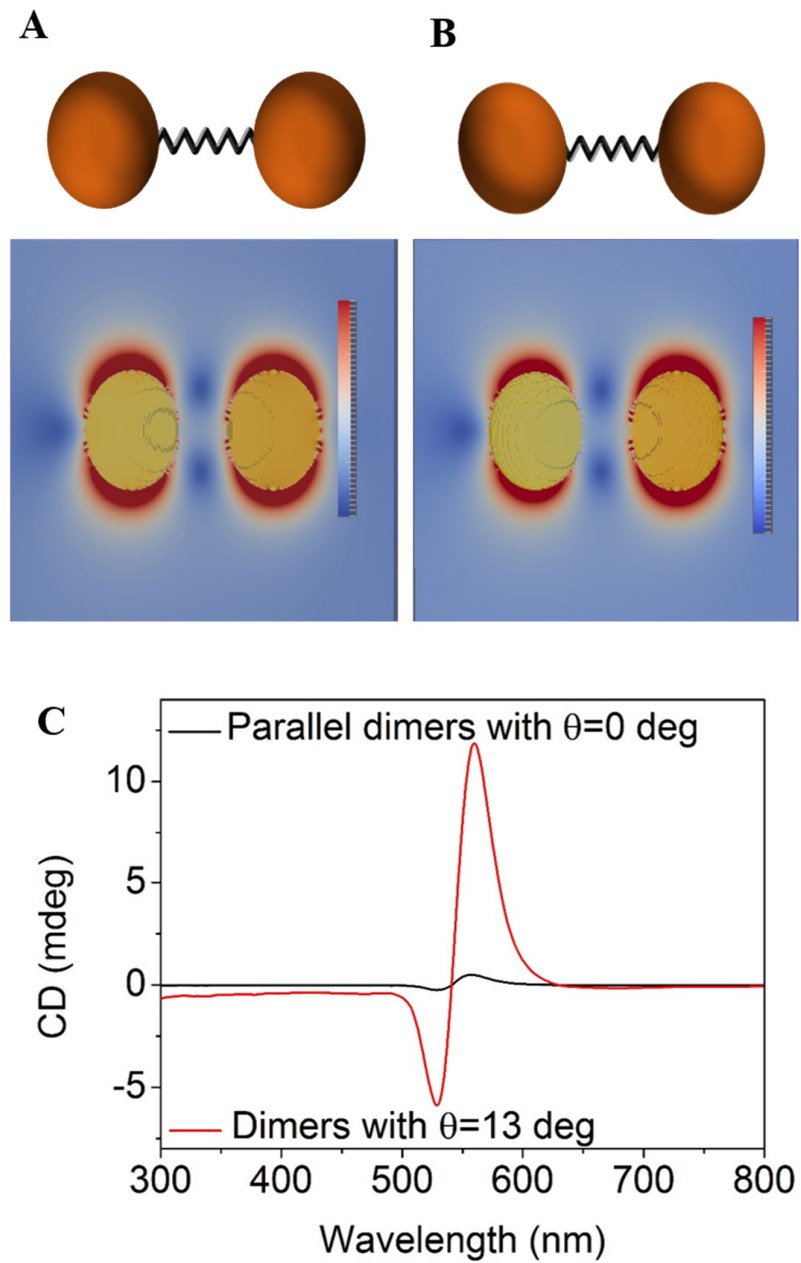 A
B
C
Parallel dimers with θ=0 deg
10
5
0
-5
CD (mdeg)
Dimers with θ=13 deg
300 400 500 600 700 800
Wavelength (nm)